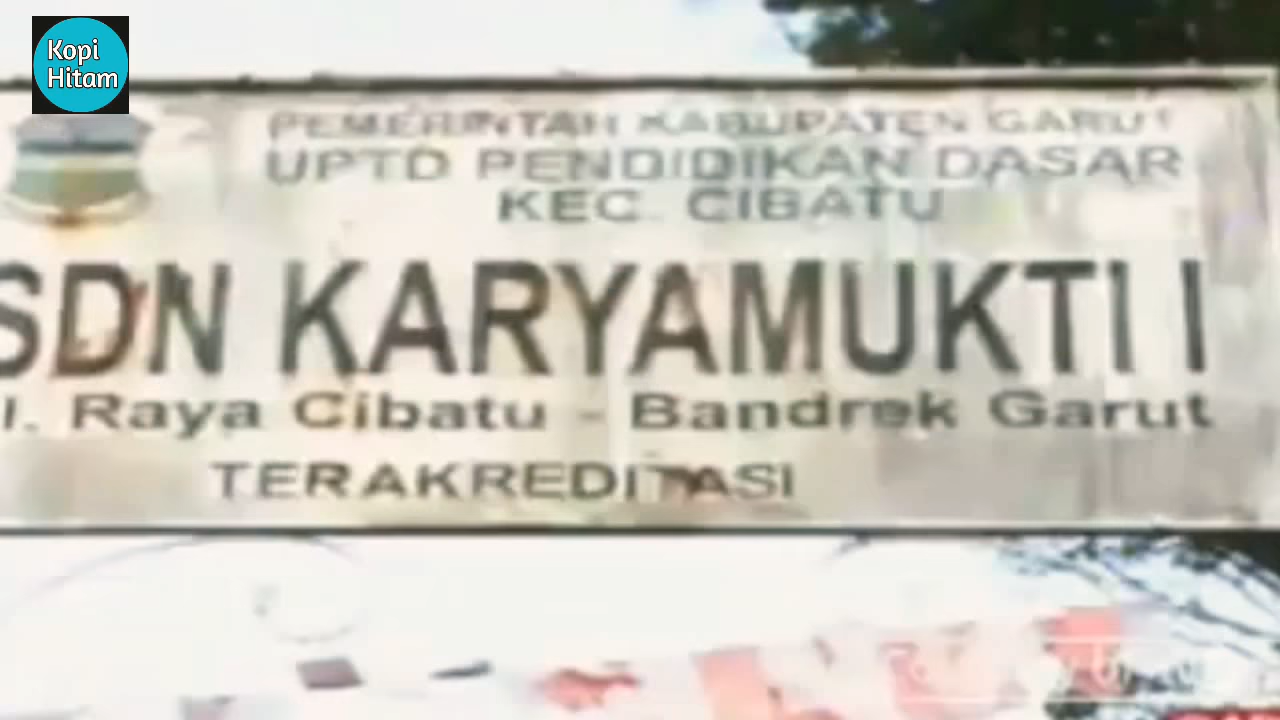 Kopi
Hitam
PEMERINTAH KABUPATEN GARUT
UPTD PENDIDIKAN DASAR
KEC. CIBATU
SDN KARYAMUKTI I
l. Raya Cibatu - Bandrek Garut
TERAKREDITASI